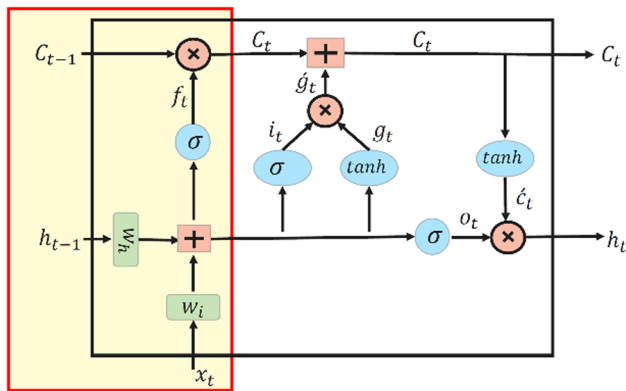 C_{t-1} × C_t + C_t C_t
ǵ_t
f_t ×
i_t g_t
σ σ tanh tanh
ć_t
h_{t-1} w_h + σ o_t × h_t
w_i
x_t